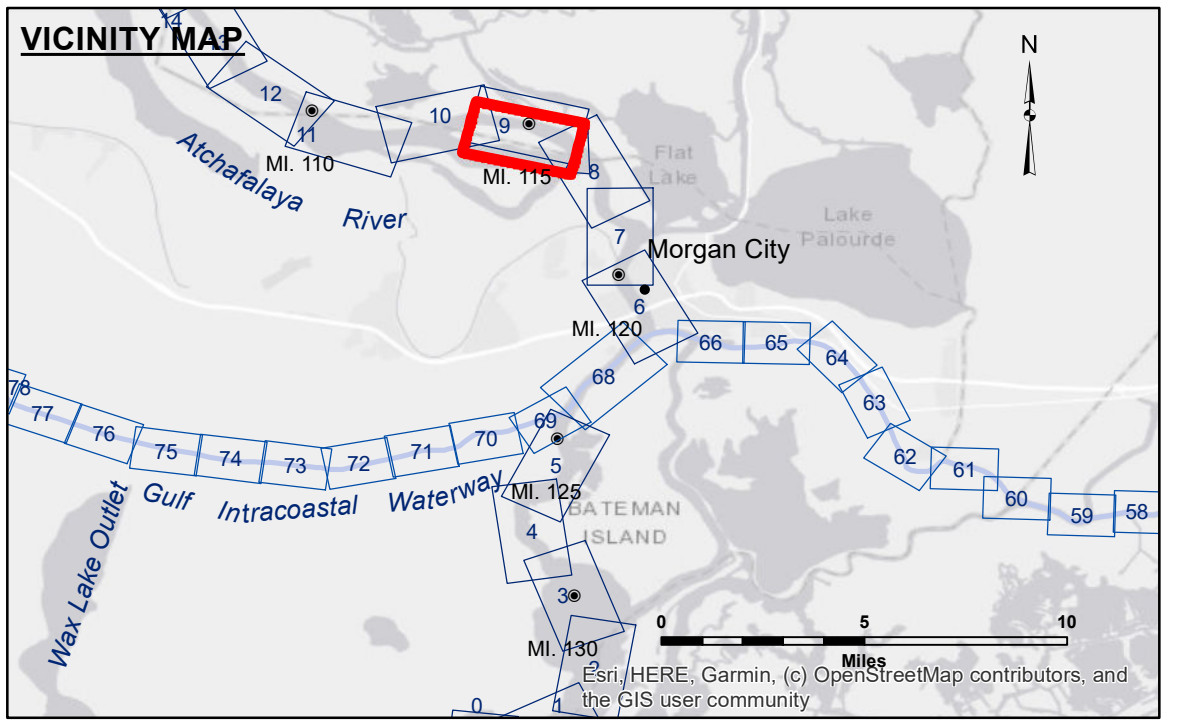 VICINITY MAP
N
14
13
12
11
10
9
8
MI. 110
MI. 115
Atchafalaya River
Flat
Lake
Lake
Palourde
7
Morgan City
6
MI. 120
66
65
64
63
62
61
60
59
58
68
69
70
71
72
73
74
75
76
77
78
5
MI. 125
Gulf Intracoastal Waterway
Wax Lake Outlet
BATEMAN
ISLAND
4
3
MI. 130
2
1
0
0 5 10
Miles
Esri, HERE, Garmin, (c) OpenStreetMap contributors, and
the GIS user community